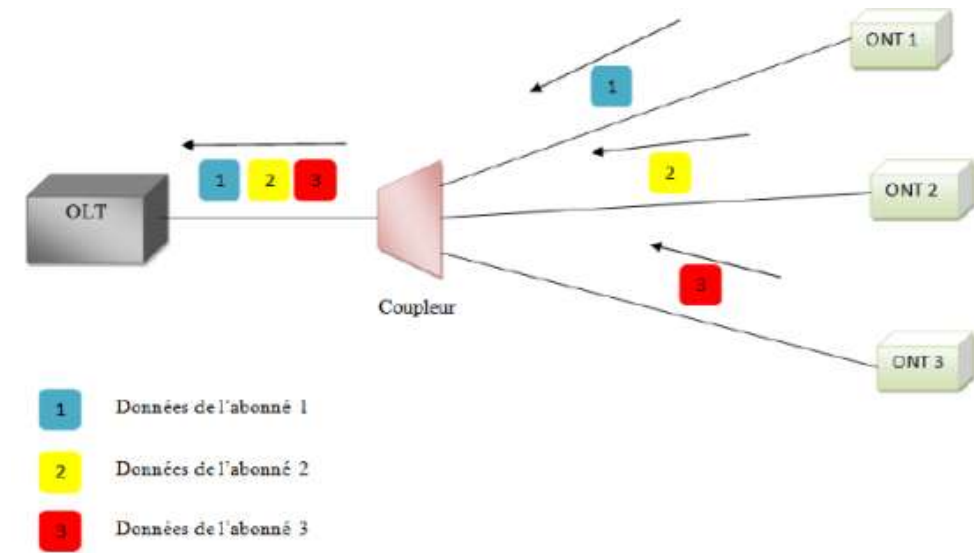 ONT 1
1
2
1 2 3
OLT
ONT 2
3
Coupleur
ONT 3
1 Données de l'abonné 1
2 Données de l'abonné 2
3 Données de l'abonné 3